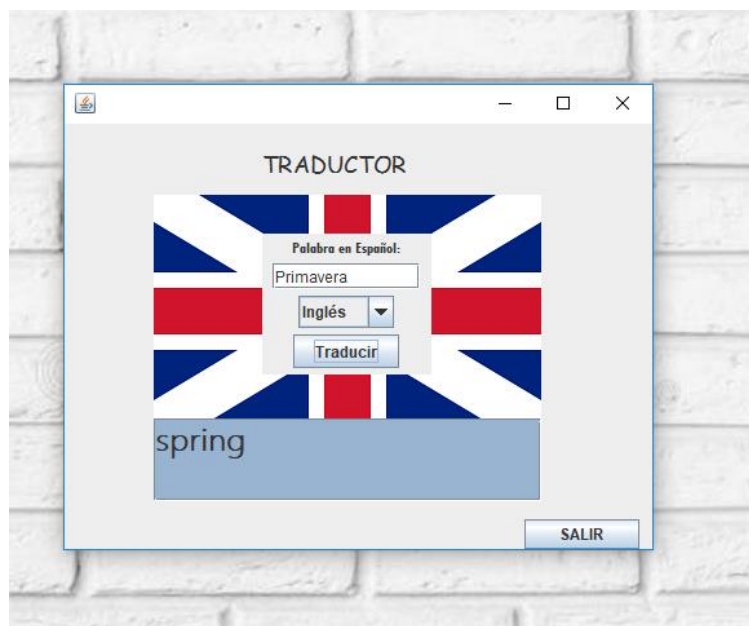 TRADUCTOR
Palabra en Español:
Primavera
Inglés
Traducir
spring
SALIR